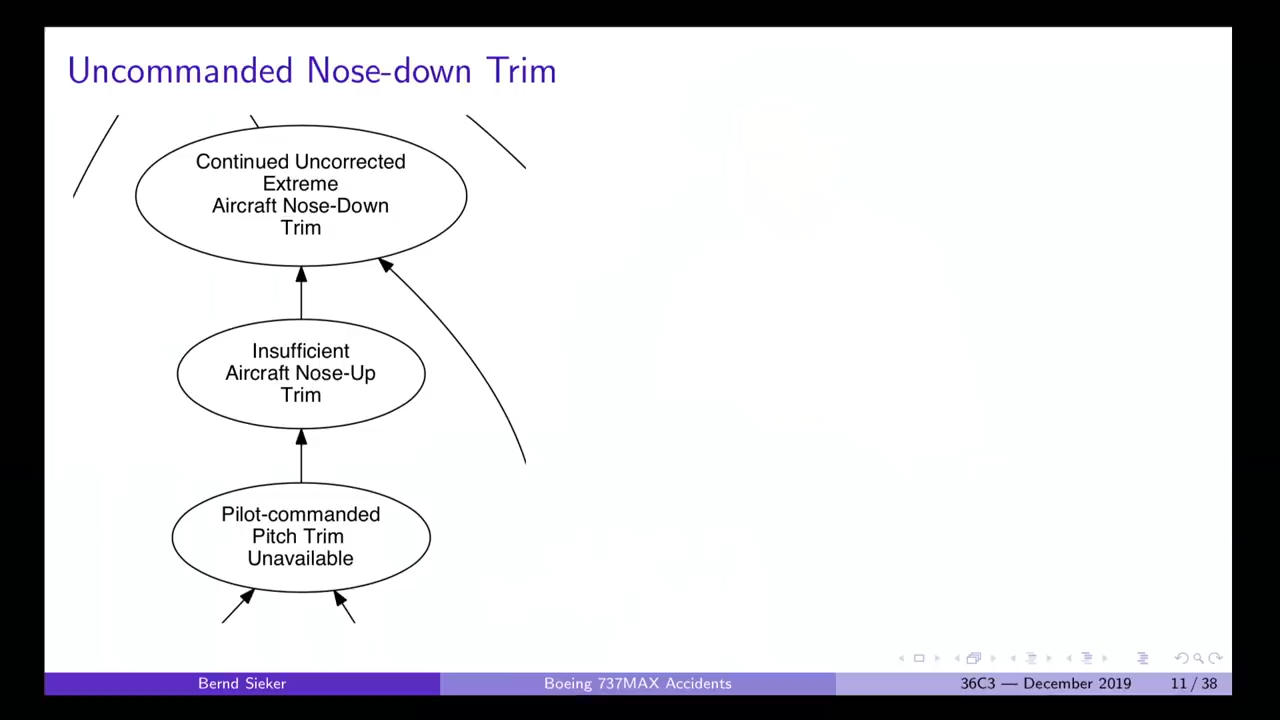 Uncommanded Nose-down Trim
Continued Uncorrected
Extreme
Aircraft Nose-Down
Trim
Insufficient
Aircraft Nose-Up
Trim
Pilot-commanded
Pitch Trim
Unavailable
Bernd Sieker
Boeing 737MAX Accidents
36C3 — December 2019
11 / 38